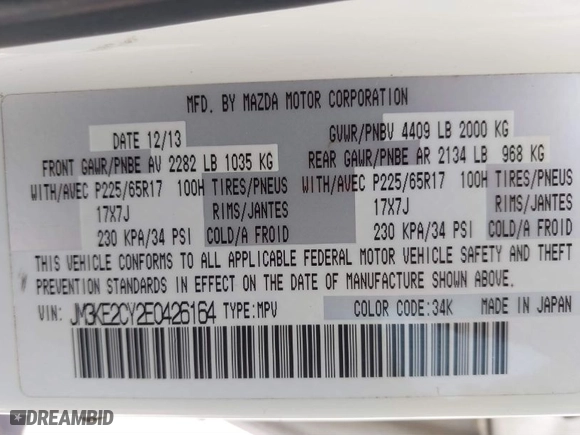 MFD. BY MAZDA MOTOR CORPORATION
DATE 12/13 GVWR/PNBV 4409 LB 2000 KG
FRONT GAWR/PNBE AV 2282 LB 1035 KG REAR GAWR/PNBE AR 2134 LB 968 KG
WITH/AVEC P225/65R17 100H TIRES/PNEUS WITH/AVEC P225/65R17 100H TIRES/PNEUS
17X7J RIMS/JANTES 17X7J RIMS/JANTES
230 KPA/34 PSI COLD/A FROID 230 KPA/34 PSI COLD/A FROID
THIS VEHICLE CONFORMS TO ALL APPLICABLE FEDERAL MOTOR VEHICLE SAFETY AND THEFT
PREVENTION STANDARDS IN EFFECT ON THE DATE OF MANUFACTURE SHOWN ABOVE.
VIN: JM3KE2CY2E0426164 TYPE:MPV COLOR CODE:34K MADE IN JAPAN
DREAMBID